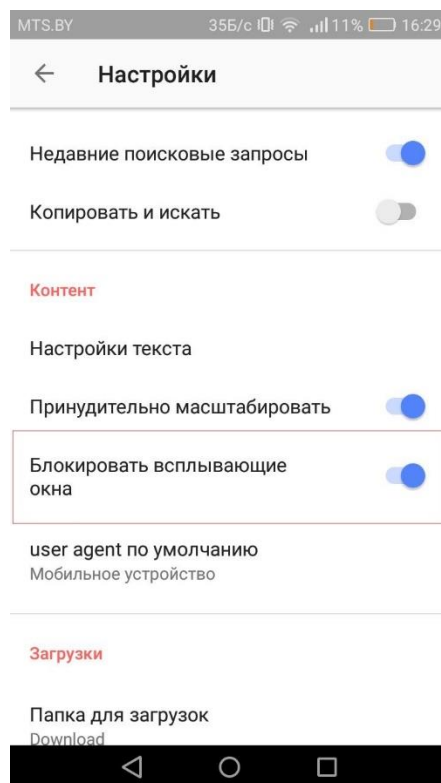 MTS.BY 35Б/с 11% 16:29
Настройки
Недавние поисковые запросы
Копировать и искать
Контент
Настройки текста
Принудительно масштабировать
Блокировать всплывающие
окна
user agent по умолчанию
Мобильное устройство
Загрузки
Папка для загрузок
Download